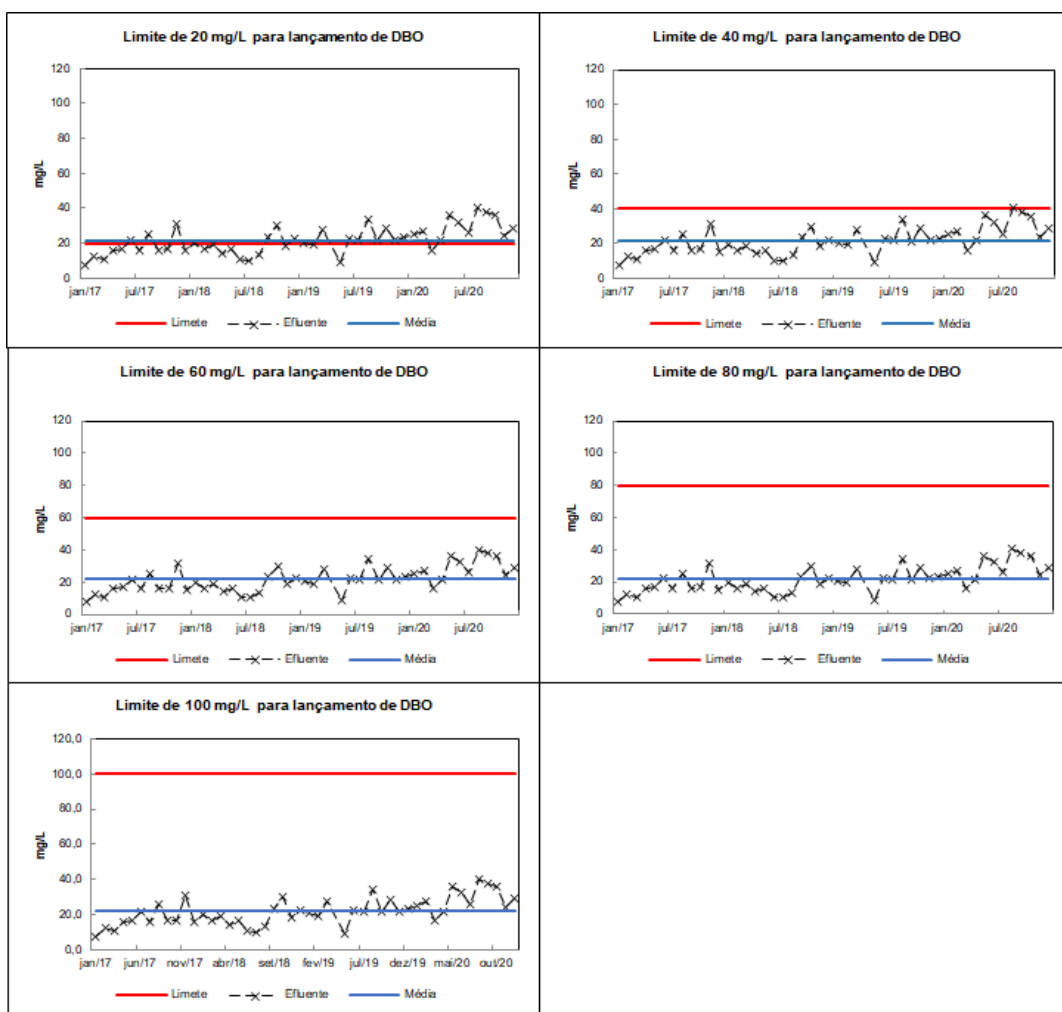 Limite de 20 mg/L para lançamento de DBO
120
100
80
60
40
20
0
mg/L
jan/17 jul/17 jan/18 jul/18 jan/19 jul/19 jan/20 jul/20
Limete Efluente Média
Limite de 40 mg/L para lançamento de DBO
120
100
80
60
40
20
0
mg/L
jan/17 jul/17 jan/18 jul/18 jan/19 jul/19 jan/20 jul/20
Limete Efluente Média
Limite de 60 mg/L para lançamento de DBO
120
100
80
60
40
20
0
mg/L
jan/17 jul/17 jan/18 jul/18 jan/19 jul/19 jan/20 jul/20
Limete Efluente Média
Limite de 80 mg/L para lançamento de DBO
120
100
80
60
40
20
0
mg/L
jan/17 jul/17 jan/18 jul/18 jan/19 jul/19 jan/20 jul/20
Limete Efluente Média
Limite de 100 mg/L para lançamento de DBO
120,0
100,0
80,0
60,0
40,0
20,0
0,0
mg/L
jan/17 jun/17 nov/17 abr/18 set/18 fev/19 jul/19 dez/19 mai/20 out/20
Limete Efluente Média